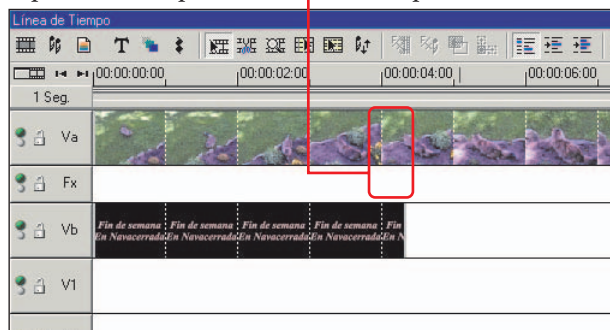 Línea de Tiempo
T
00:00:00:00 00:00:02:00 00:00:04:00 00:00:06:00
1 Seg.
Va
Fx
Vb
Fin de semana Fin de semana Fin de semana Fin de semana Fin
En Navacerrada En Navacerrada En Navacerrada En Navacerrada En N
V1